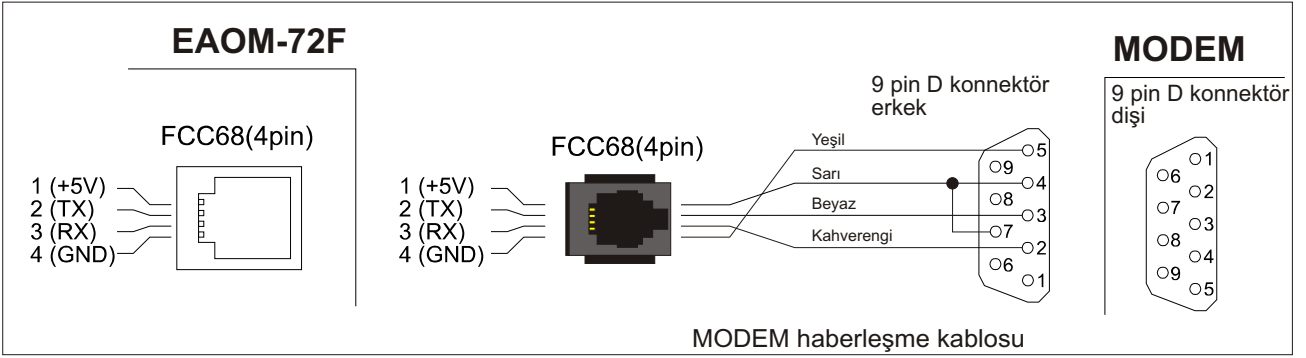 EAOM-72F
FCC68(4pin)
1 (+5V)
2 (TX)
3 (RX)
4 (GND)
FCC68(4pin)
1 (+5V)
2 (TX)
3 (RX)
4 (GND)
Yeşil
Sarı
Beyaz
Kahverengi
9 pin D konnektör
erkek
5
9
4
8
3
7
2
6
1
MODEM
9 pin D konnektör
dişi
1
6
2
7
3
8
4
9
5
MODEM haberleşme kablosu